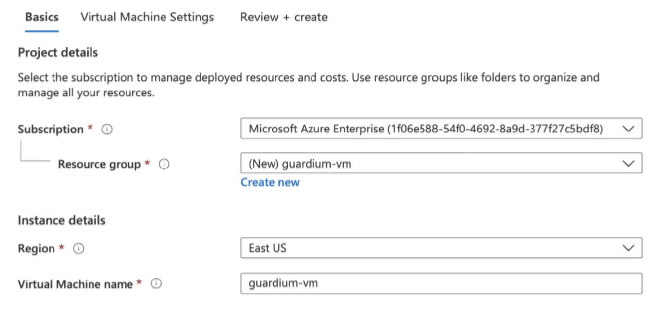 Basics Virtual Machine Settings Review + create
Project details
Select the subscription to manage deployed resources and costs. Use resource groups like folders to organize and
manage all your resources.
Subscription * Microsoft Azure Enterprise (1f06e588-54f0-4692-8a9d-377f27c5bdf8)
Resource group * (New) guardium-vm
Create new
Instance details
Region * East US
Virtual Machine name * guardium-vm